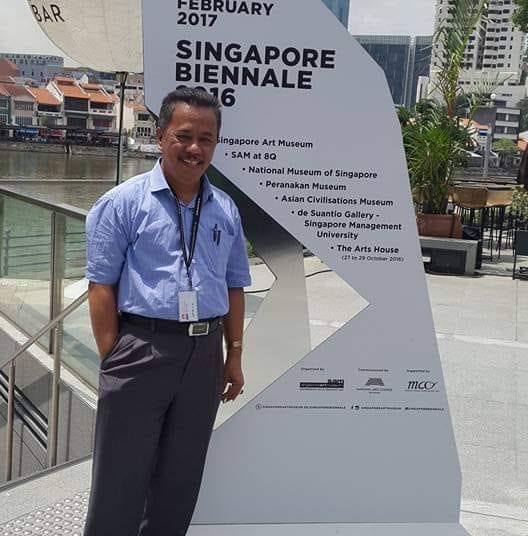 BAR
FEBRUARY
2017
SINGAPORE
BIENNALE
Singapore Art Museum
• SAM at 8Q
• National Museum of Singapore
• Peranakan Museum
• Asian Civilisations Museum
• de Suantio Gallery -
Singapore Management
University
• The Arts House
(27 to 29 October 2016)
Organised by
Commissioned by
Supported by